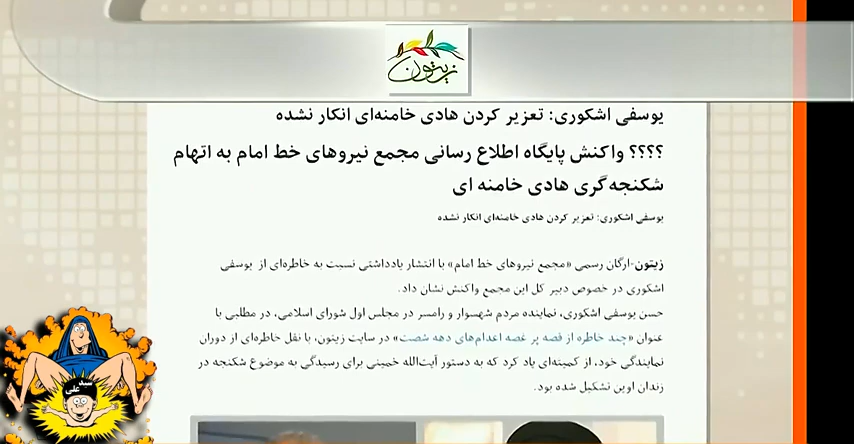 زیتون
یوسفی اشکوری: تعزیر کردن هادی خامنه‌ای انکار نشده
؟؟؟؟ واکنش پایگاه اطلاع رسانی مجمع نیروهای خط امام به اتهام
شکنجه‌گری هادی خامنه ای
یوسفی اشکوری: تعزیر کردن هادی خامنه‌ای انکار نشده
زیتون-ارگان رسمی «مجمع نیروهای خط امام» با انتشار یادداشتی نسبت به خاطره‌ای از یوسفی
اشکوری در خصوص دبیر کل این مجمع واکنش نشان داد.
حسن یوسفی اشکوری، نماینده مردم شهسوار و رامسر در مجلس اول شورای اسلامی، در مطلبی با
عنوان «چند خاطره از قصه پر غصه اعدام‌های دهه شصت» در سایت زیتون، با نقل خاطره‌ای از دوران
نمایندگی خود، از کمیته‌ای یاد کرد که به دستور آیت‌الله خمینی برای رسیدگی به موضوع شکنجه در
زندان اوین تشکیل شده بود.
سید
علی